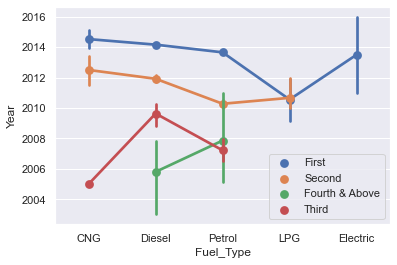 2016
2014
2012
2010
2008
2006
2004
Year
CNG Diesel Petrol LPG Electric
Fuel_Type
First
Second
Fourth & Above
Third